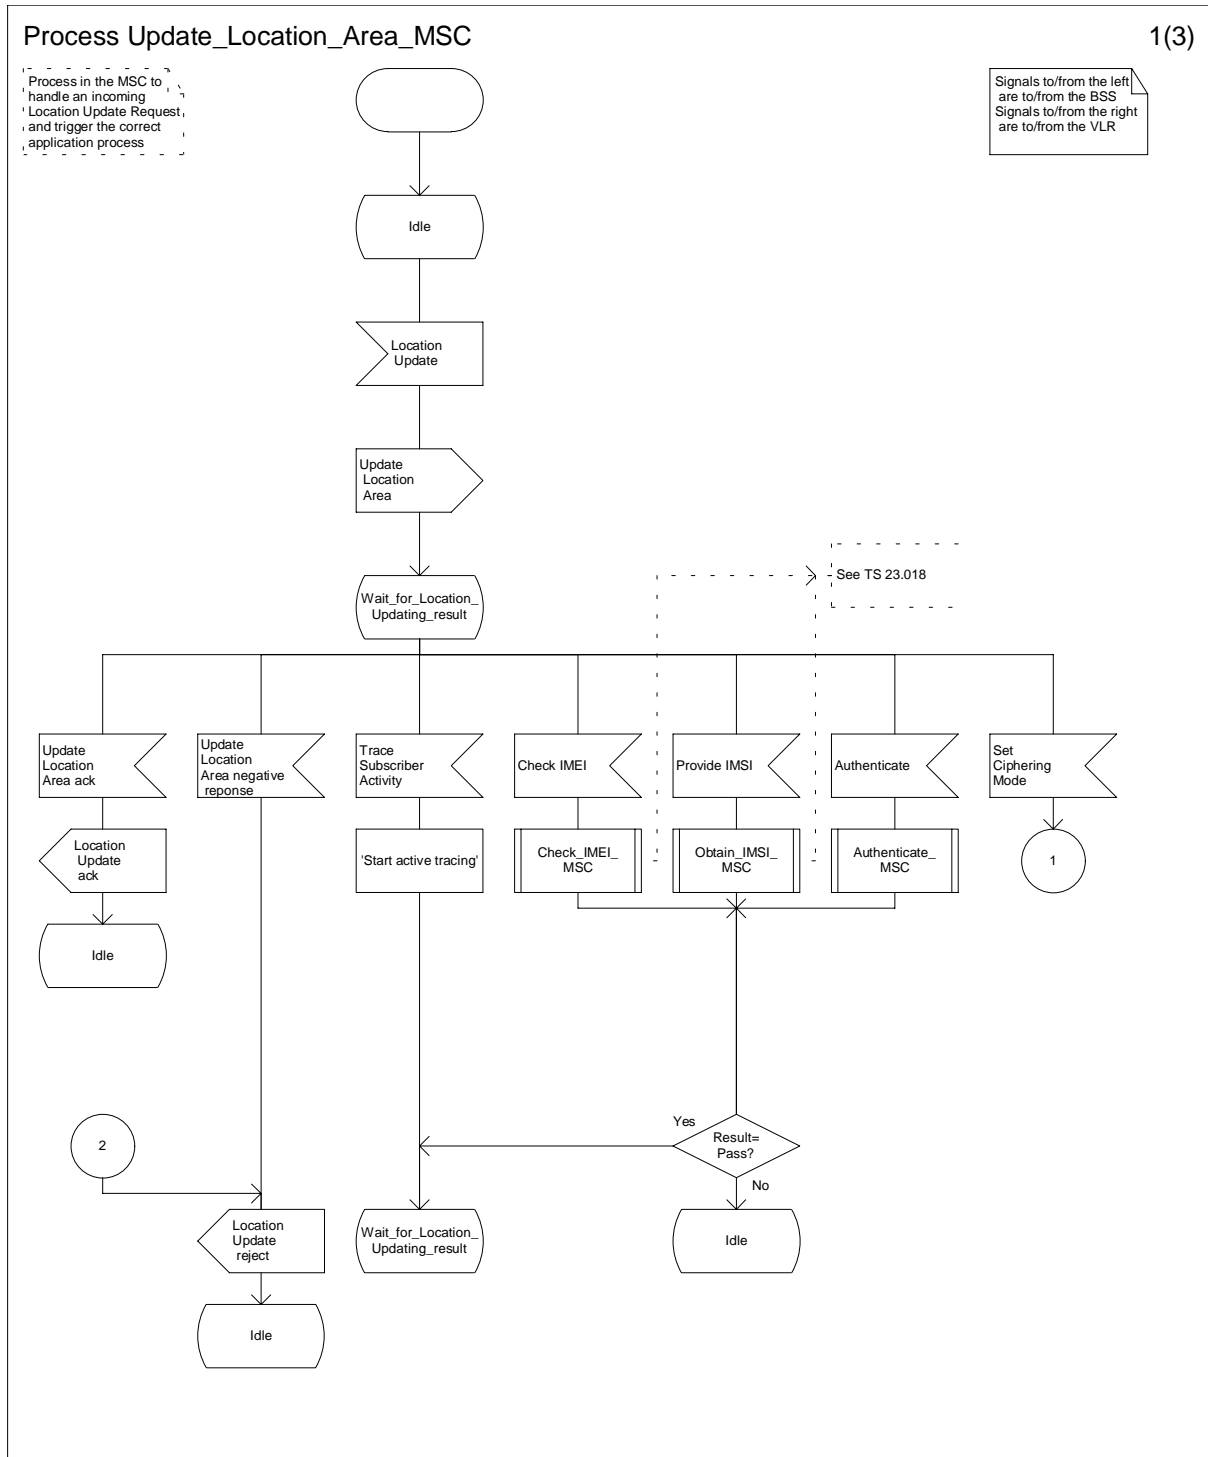 Process Update_Location_Area_MSC
1(3)
Process in the MSC to
handle an incoming
Location Update Request
and trigger the correct
application process
Signals to/from the left
are to/from the BSS
Signals to/from the right
are to/from the VLR
Idle
Location
Update
Update
Location
Area
See TS 23.018
Wait_for_Location_
Updating_result
Update
Location
Area ack
Update
Location
Area negative
reponse
Trace
Subscriber
Activity
Check IMEI
Provide IMSI
Authenticate
Set
Ciphering
Mode
Location
Update
ack
'Start active tracing'
Check_IMEI_
MSC
Obtain_IMSI_
MSC
Authenticate_
MSC
1
Idle
2
Yes
Result=
Pass?
No
Location
Update
reject
Wait_for_Location_
Updating_result
Idle
Idle